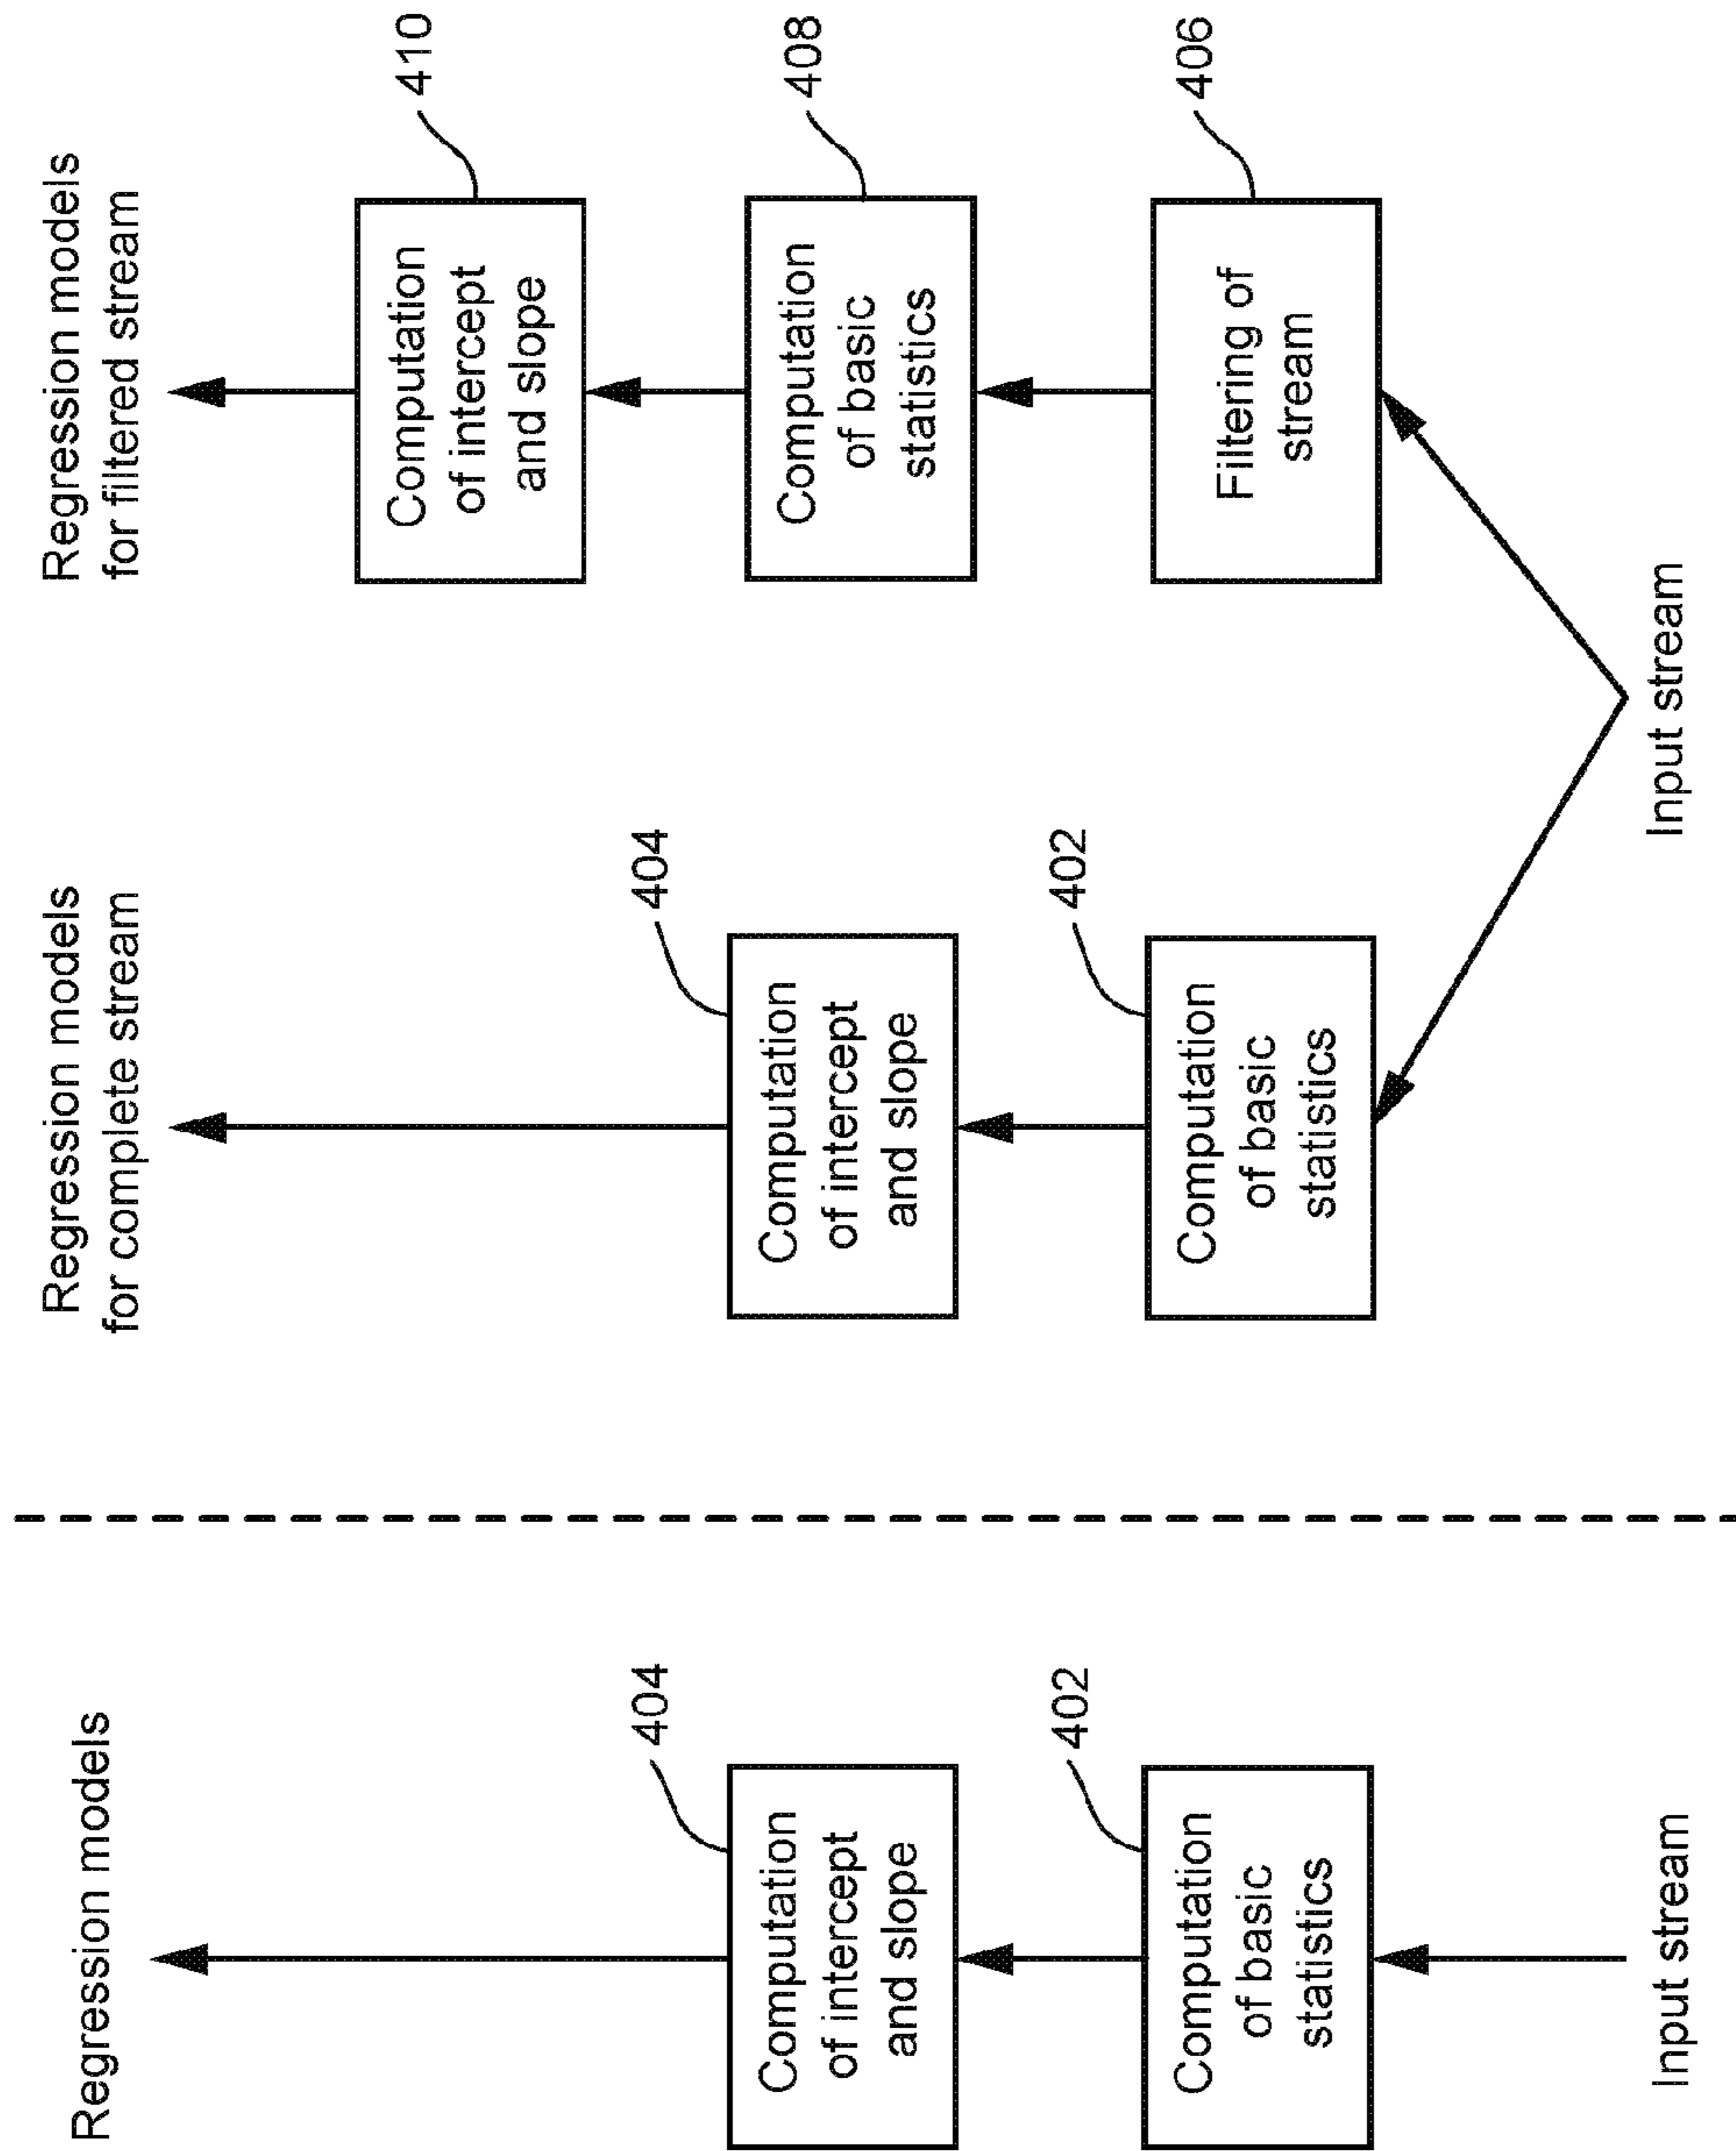 Input stream
Computation
of basic
statistics
402
Computation
of intercept
and slope
404
Regression models
Input stream
Computation
of basic
statistics
402
Computation
of intercept
and slope
404
Regression models
for complete stream
Filtering of
stream
406
Computation
of basic
statistics
408
Computation
of intercept
and slope
410
Regression models
for filtered stream